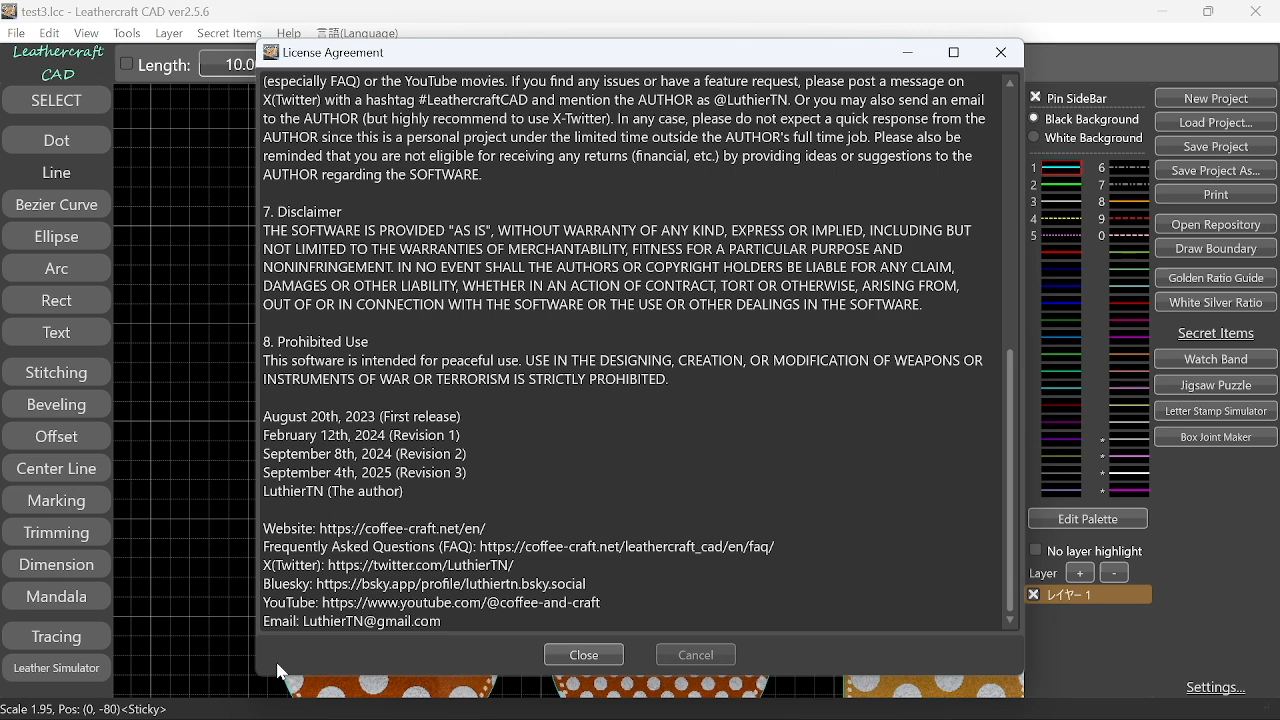 test3.lcc - Leathercraft CAD ver2.5.6
File Edit View Tools Layer Secret Items Help 言語(Language)
Leathercraft
CAD
Length: 10.0
SELECT
Dot
Line
Bezier Curve
Ellipse
Arc
Rect
Text
Stitching
Beveling
Offset
Center Line
Marking
Trimming
Dimension
Mandala
Tracing
Leather Simulator
License Agreement
(especially FAQ) or the YouTube movies. If you find any issues or have a feature request, please post a message on
X(Twitter) with a hashtag #LeathercraftCAD and mention the AUTHOR as @LuthierTN. Or you may also send an email
to the AUTHOR (but highly recommend to use X-Twitter). In any case, please do not expect a quick response from the
AUTHOR since this is a personal project under the limited time outside the AUTHOR's full time job. Please also be
reminded that you are not eligible for receiving any returns (financial, etc.) by providing ideas or suggestions to the
AUTHOR regarding the SOFTWARE.
7. Disclaimer
THE SOFTWARE IS PROVIDED "AS IS", WITHOUT WARRANTY OF ANY KIND, EXPRESS OR IMPLIED, INCLUDING BUT
NOT LIMITED TO THE WARRANTIES OF MERCHANTABILITY, FITNESS FOR A PARTICULAR PURPOSE AND
NONINFRINGEMENT. IN NO EVENT SHALL THE AUTHORS OR COPYRIGHT HOLDERS BE LIABLE FOR ANY CLAIM,
DAMAGES OR OTHER LIABILITY, WHETHER IN AN ACTION OF CONTRACT, TORT OR OTHERWISE, ARISING FROM,
OUT OF OR IN CONNECTION WITH THE SOFTWARE OR THE USE OR OTHER DEALINGS IN THE SOFTWARE.
8. Prohibited Use
This software is intended for peaceful use. USE IN THE DESIGNING, CREATION, OR MODIFICATION OF WEAPONS OR
INSTRUMENTS OF WAR OR TERRORISM IS STRICTLY PROHIBITED.
August 20th, 2023 (First release)
February 12th, 2024 (Revision 1)
September 8th, 2024 (Revision 2)
September 4th, 2025 (Revision 3)
LuthierTN (The author)
Website: https://coffee-craft.net/en/
Frequently Asked Questions (FAQ): https://coffee-craft.net/leathercraft_cad/en/faq/
X(Twitter): https://twitter.com/LuthierTN/
Bluesky: https://bsky.app/profile/luthiertn.bsky.social
YouTube: https://www.youtube.com/@coffee-and-craft
Email: LuthierTN@gmail.com
Close Cancel
Pin SideBar
Black Background
White Background
1 6
2 7
3 8
4 9
5 0
*
*
*
*
Edit Palette
No layer highlight
Layer + -
レイヤー 1
New Project
Load Project...
Save Project
Save Project As...
Print
Open Repository
Draw Boundary
Golden Ratio Guide
White Silver Ratio
Secret Items
Watch Band
Jigsaw Puzzle
Letter Stamp Simulator
Box Joint Maker
Settings...
Scale 1.95, Pos: (0, -80)<Sticky>